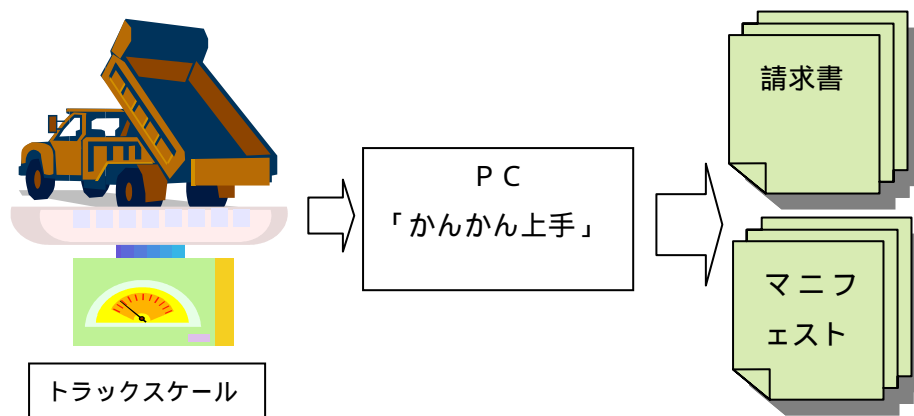 トラックスケール
ＰＣ
「かんかん上手」
請求書
マニフ
ェスト